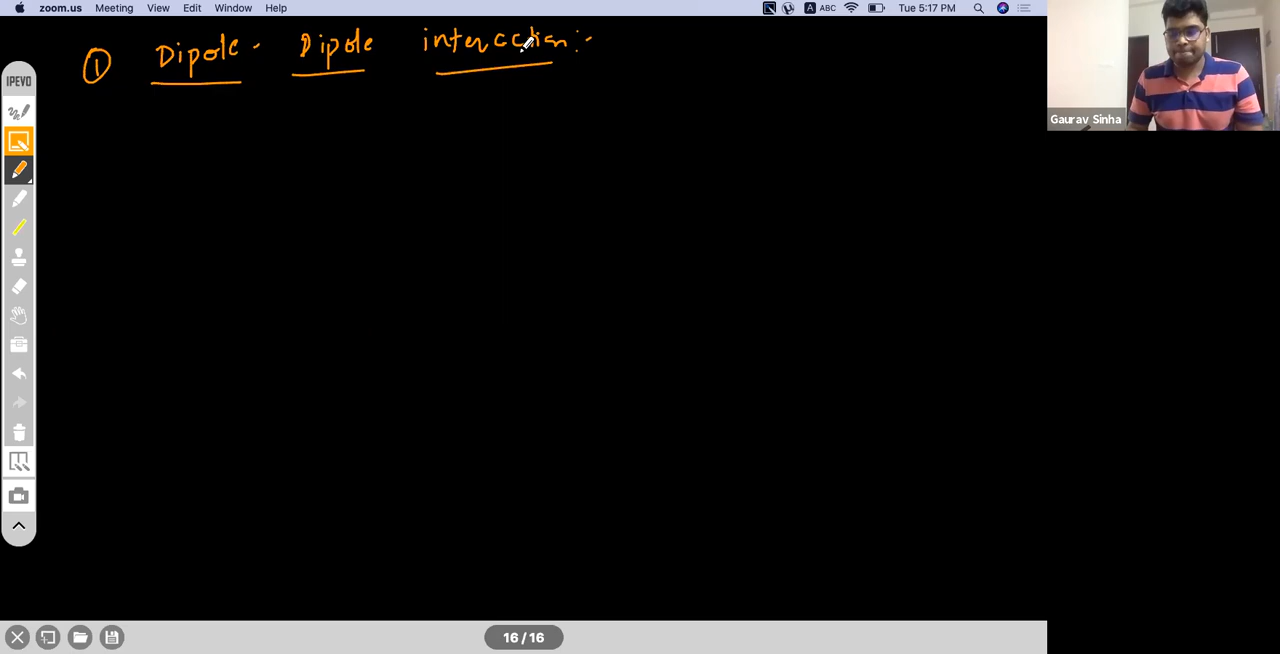 zoom.us Meeting View Edit Window Help A ABC Tue 5:17 PM
① Dipole - Dipole interaction :-
IPEVO
Gaurav Sinha
16 / 16